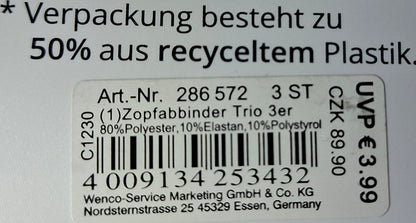 * Verpackung besteht zu
50% aus recyceltem Plastik.
Art.-Nr. 286 572 3 ST
(1)Zopfabbinder Trio 3er
80%Polyester,10%Elastan,10%Polystyrol
C1230
4 009134 253432
Wenco-Service Marketing GmbH & Co. KG
Nordsternstrasse 25 45329 Essen, Germany
CZK 89.90
UVP € 3.99